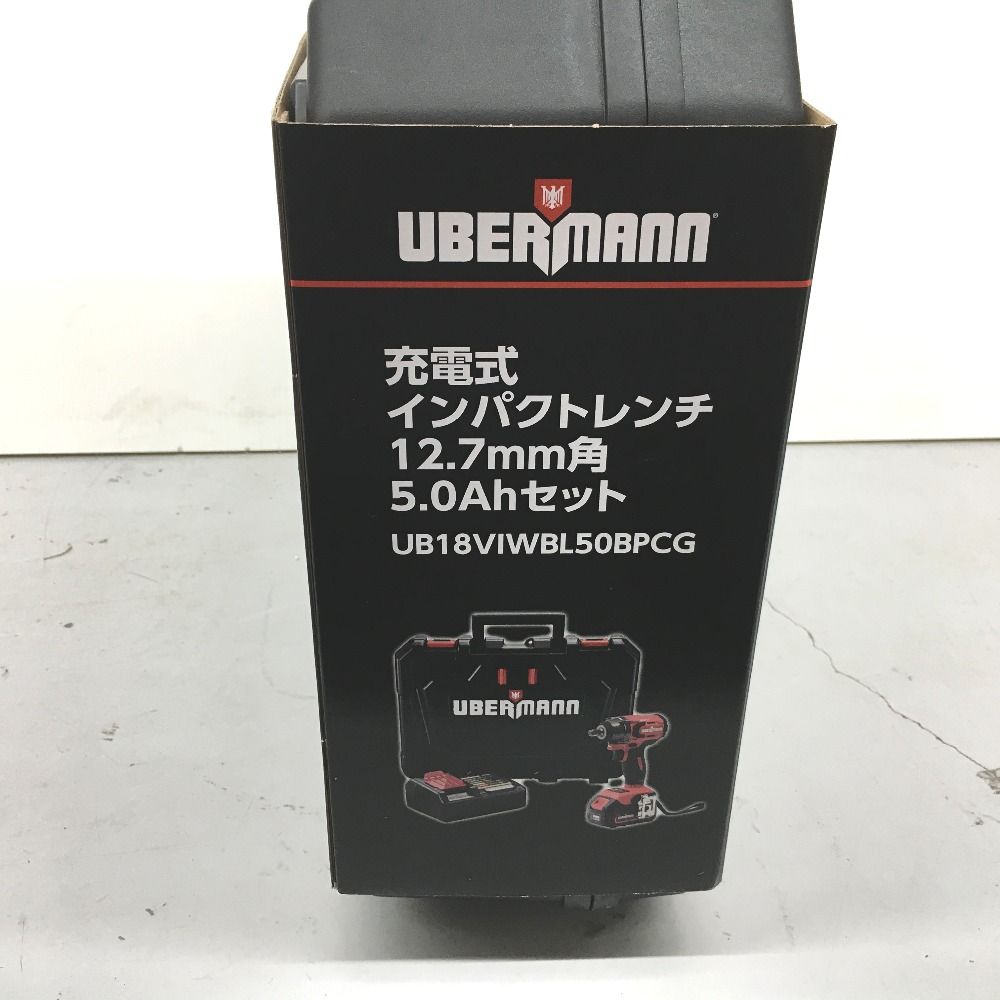 UBERMANN®
充電式
インパクトレンチ
12.7mm角
5.0Ahセット
UB18VIWBL50BPCG
UBERMANN